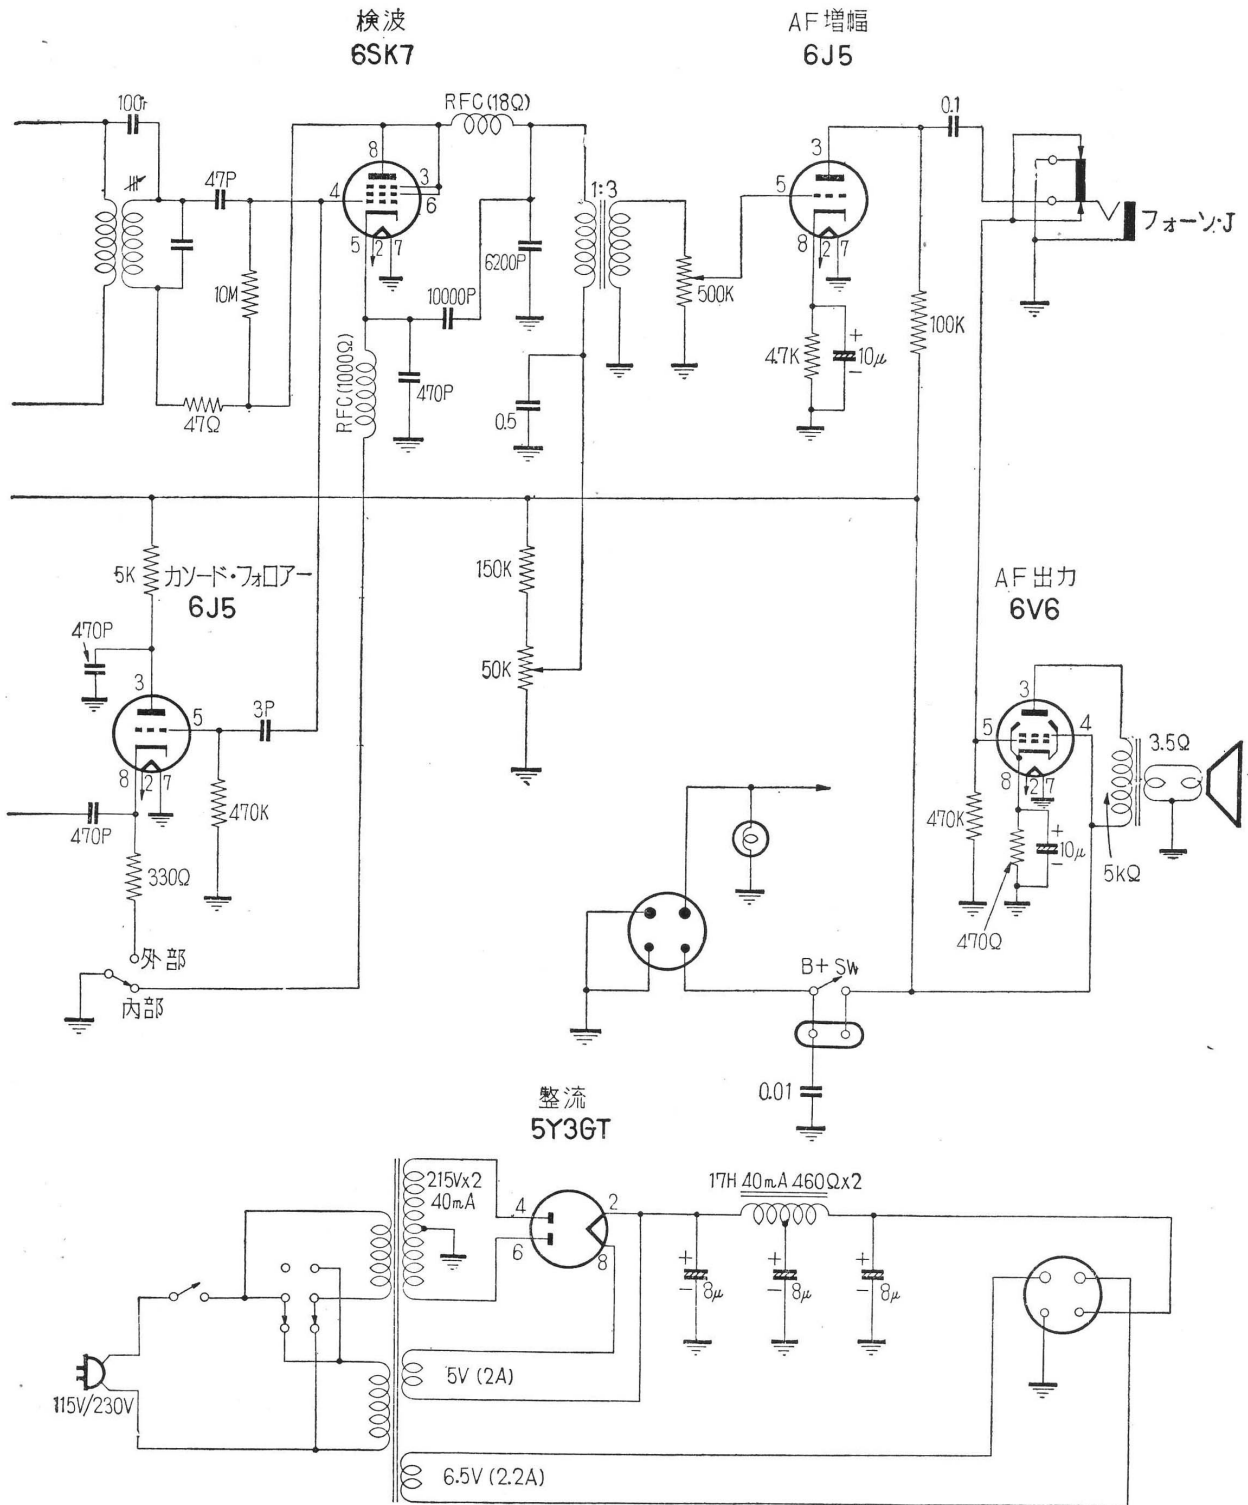 検波
6SK7
AF増幅
6J5
100r
RFC(18Ω)
0.1
8
3
6
4
5
2
7
47P
10M
47Ω
RFC(1000Ω)
10000P
470P
6200P
1:3
0.5
500K
3
5
8
2
7
4.7K
+
10μ
-
100K
フォーン・J
5K
カソード・フォロアー
6J5
470P
3
5
8
2
7
3P
470K
470P
330Ω
外部
内部
150K
50K
AF出力
6V6
3
5
4
8
2
7
470K
+
10μ
-
470Ω
5kΩ
3.5Ω
B+ SW
0.01
整流
5Y3GT
215V×2
40mA
4
6
2
8
17H 40mA 460Ω×2
+
-
8μ
+
-
8μ
+
-
8μ
115V/230V
5V (2A)
6.5V (2.2A)